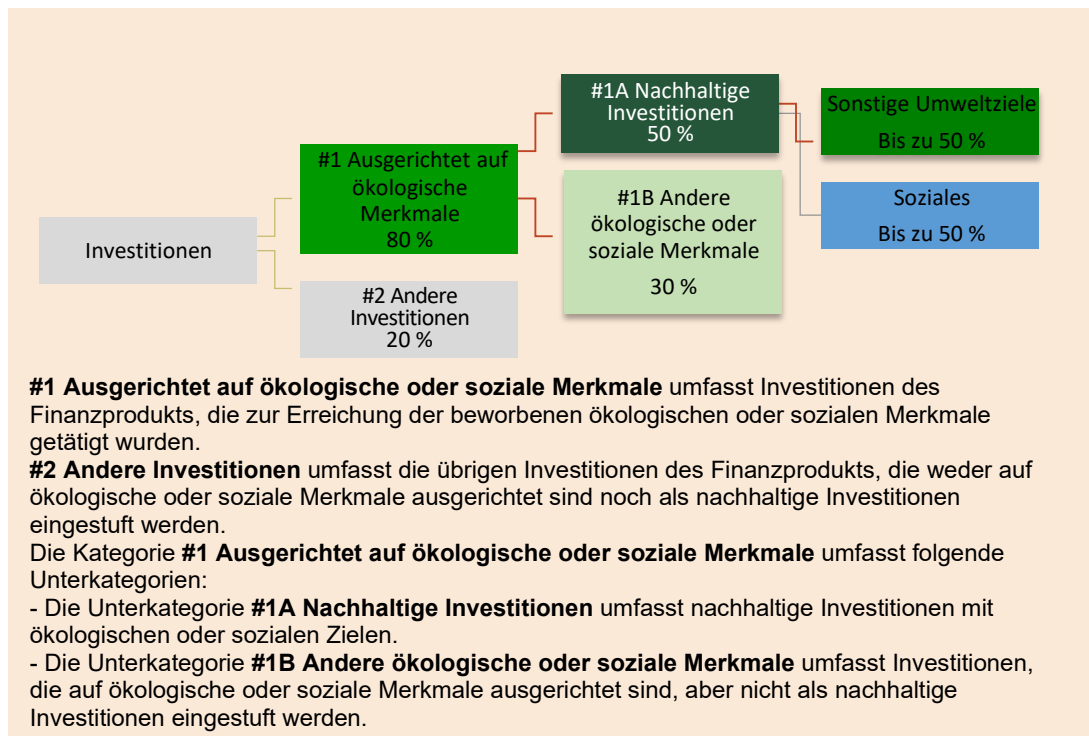 Investitionen
#1 Ausgerichtet auf
ökologische
Merkmale
80 %
#2 Andere
Investitionen
20 %
#1A Nachhaltige
Investitionen
50 %
#1B Andere
ökologische oder
soziale Merkmale
30 %
Sonstige Umweltziele
Bis zu 50 %
Soziales
Bis zu 50 %
#1 Ausgerichtet auf ökologische oder soziale Merkmale umfasst Investitionen des
Finanzprodukts, die zur Erreichung der beworbenen ökologischen oder sozialen Merkmale
getätigt wurden.
#2 Andere Investitionen umfasst die übrigen Investitionen des Finanzprodukts, die weder auf
ökologische oder soziale Merkmale ausgerichtet sind noch als nachhaltige Investitionen
eingestuft werden.
Die Kategorie #1 Ausgerichtet auf ökologische oder soziale Merkmale umfasst folgende
Unterkategorien:
- Die Unterkategorie #1A Nachhaltige Investitionen umfasst nachhaltige Investitionen mit
ökologischen oder sozialen Zielen.
- Die Unterkategorie #1B Andere ökologische oder soziale Merkmale umfasst Investitionen,
die auf ökologische oder soziale Merkmale ausgerichtet sind, aber nicht als nachhaltige
Investitionen eingestuft werden.